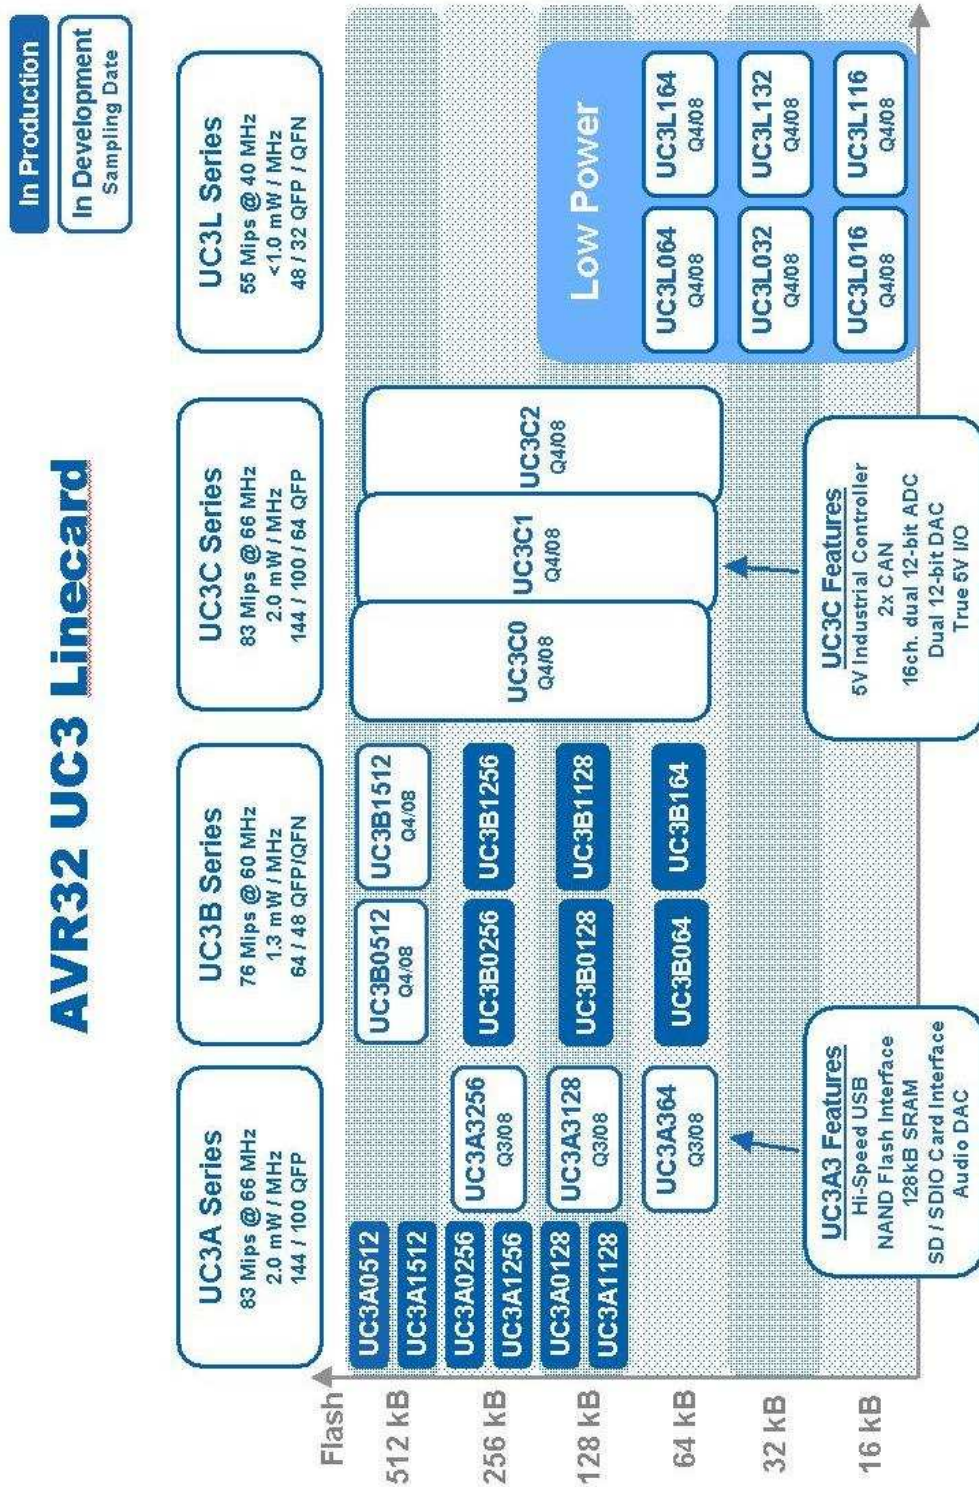 AVR32 UC3 Linecard
In Production
In Development
Sampling Date
UC3A Series
83 Mips @ 66 MHz
2.0 mW / MHz
144 / 100 QFP
UC3B Series
76 Mips @ 60 MHz
1.3 mW / MHz
64 / 48 QFP/QFN
UC3C Series
83 Mips @ 66 MHz
2.0 mW / MHz
144 / 100 / 64 QFP
UC3L Series
55 Mips @ 40 MHz
<1.0 mW / MHz
48 / 32 QFP / QFN
Flash
512 kB
256 kB
128 kB
64 kB
32 kB
16 kB
UC3A0512
UC3A1512
UC3A0256
UC3A1256
UC3A0128
UC3A1128
UC3A3256
Q3/08
UC3A3128
Q3/08
UC3A364
Q3/08
UC3B0512
Q4/08
UC3B1512
Q4/08
UC3B0256
UC3B1256
UC3B0128
UC3B1128
UC3B064
UC3B164
UC3C0
Q4/08
UC3C1
Q4/08
UC3C2
Q4/08
Low Power
UC3L064
Q4/08
UC3L164
Q4/08
UC3L032
Q4/08
UC3L132
Q4/08
UC3L016
Q4/08
UC3L116
Q4/08
UC3A3 Features
Hi-Speed USB
NAND Flash Interface
128kB SRAM
SD / SDIO Card Interface
Audio DAC
UC3C Features
5V Industrial Controller
2x CAN
16ch. dual 12-bit ADC
Dual 12-bit DAC
True 5V I/O